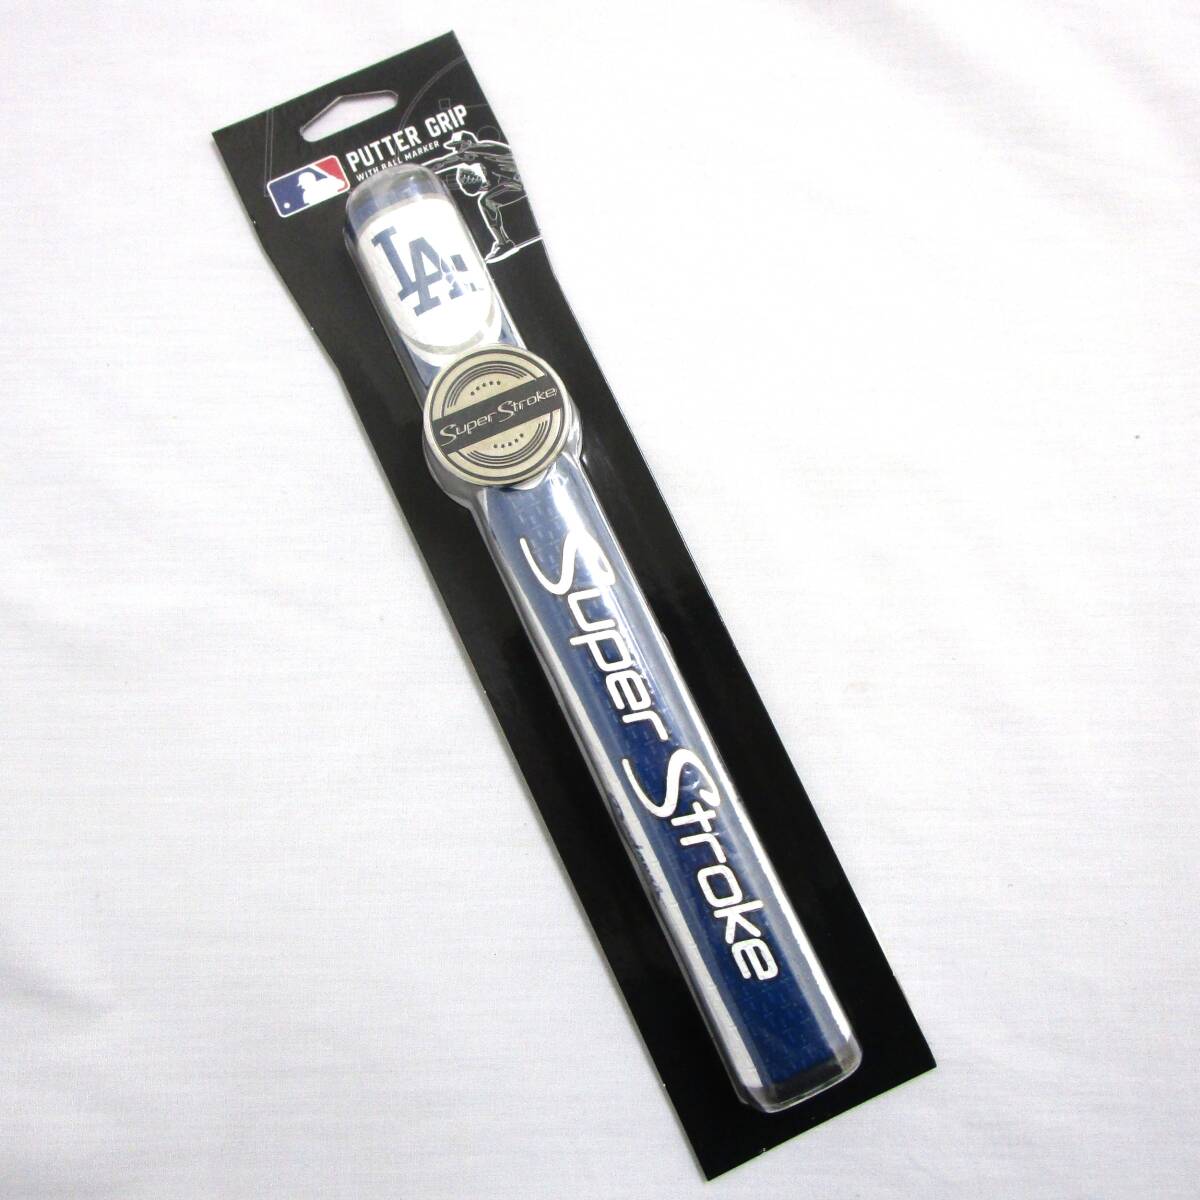 PUTTER GRIP
WITH BALL MARKER
LA
Super Stroke
Super Stroke